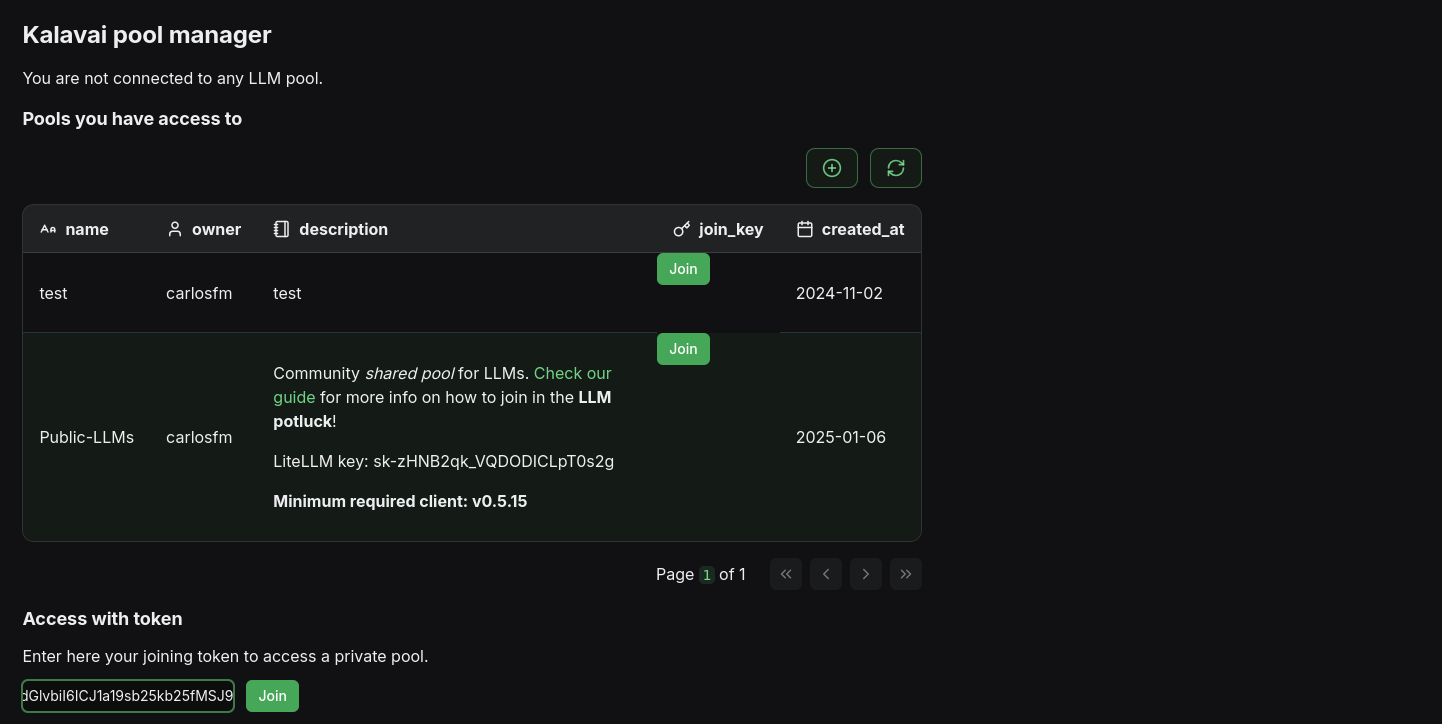 Kalavai pool manager
You are not connected to any LLM pool.
Pools you have access to
name owner description join_key created_at
Join
test carlosfm test 2024-11-02
Join
Community shared pool for LLMs. Check our
guide for more info on how to join in the LLM
potluck!
Public-LLMs carlosfm 2025-01-06
LiteLLM key: sk-zHNB2qk_VQDODICLpT0s2g
Minimum required client: v0.5.15
Page 1 of 1
Access with token
Enter here your joining token to access a private pool.
dGlvbiI6ICJ1a19sb25kb25fMSJ9 Join